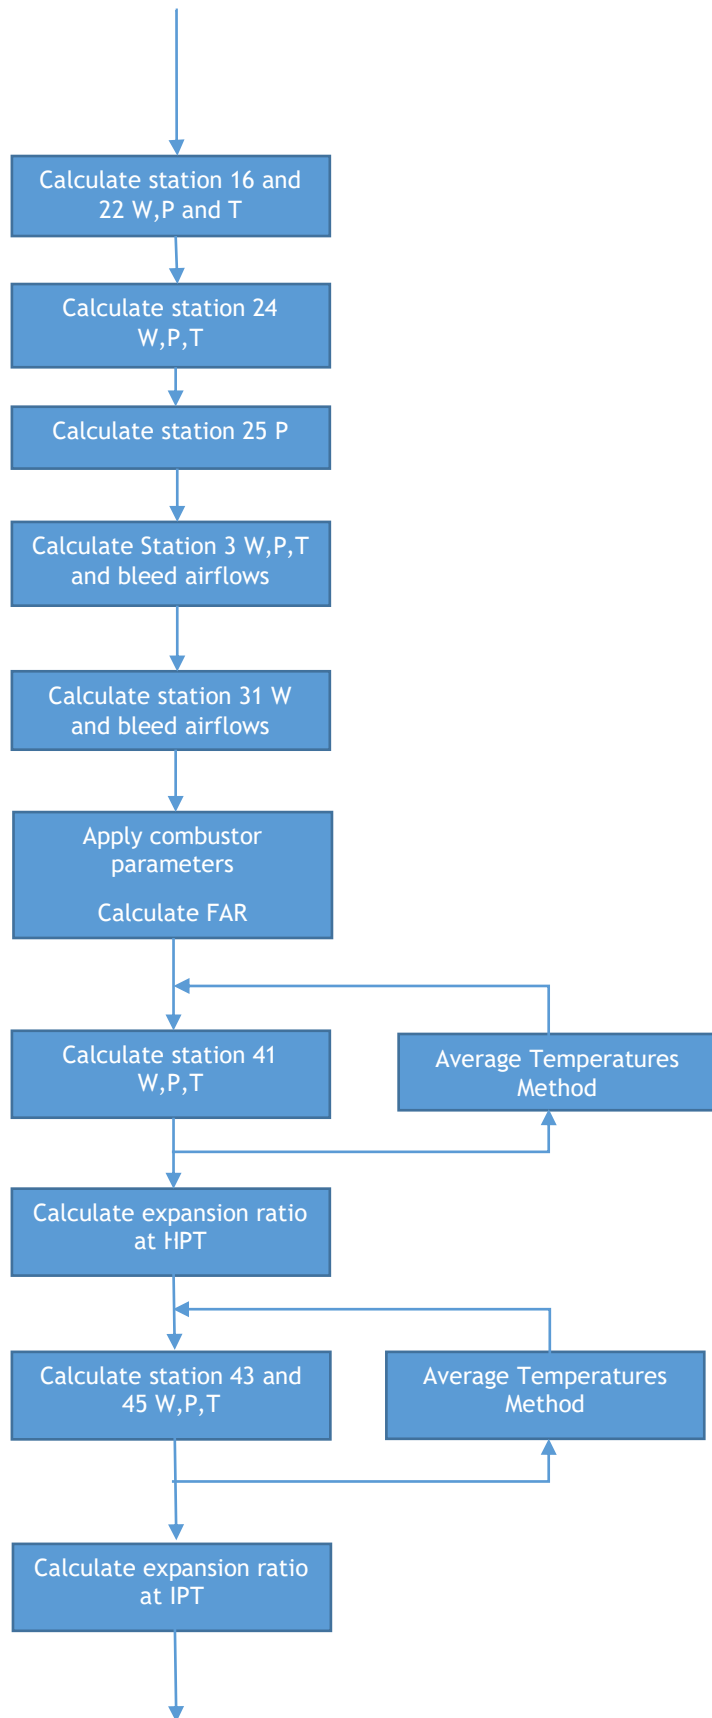 Calculate station 16 and
22 W,P and T
Calculate station 24
W,P,T
Calculate station 25 P
Calculate Station 3 W,P,T
and bleed airflows
Calculate station 31 W
and bleed airflows
Apply combustor
parameters
Calculate FAR
Calculate station 41
W,P,T
Average Temperatures
Method
Calculate expansion ratio
at HPT
Calculate station 43 and
45 W,P,T
Average Temperatures
Method
Calculate expansion ratio
at IPT